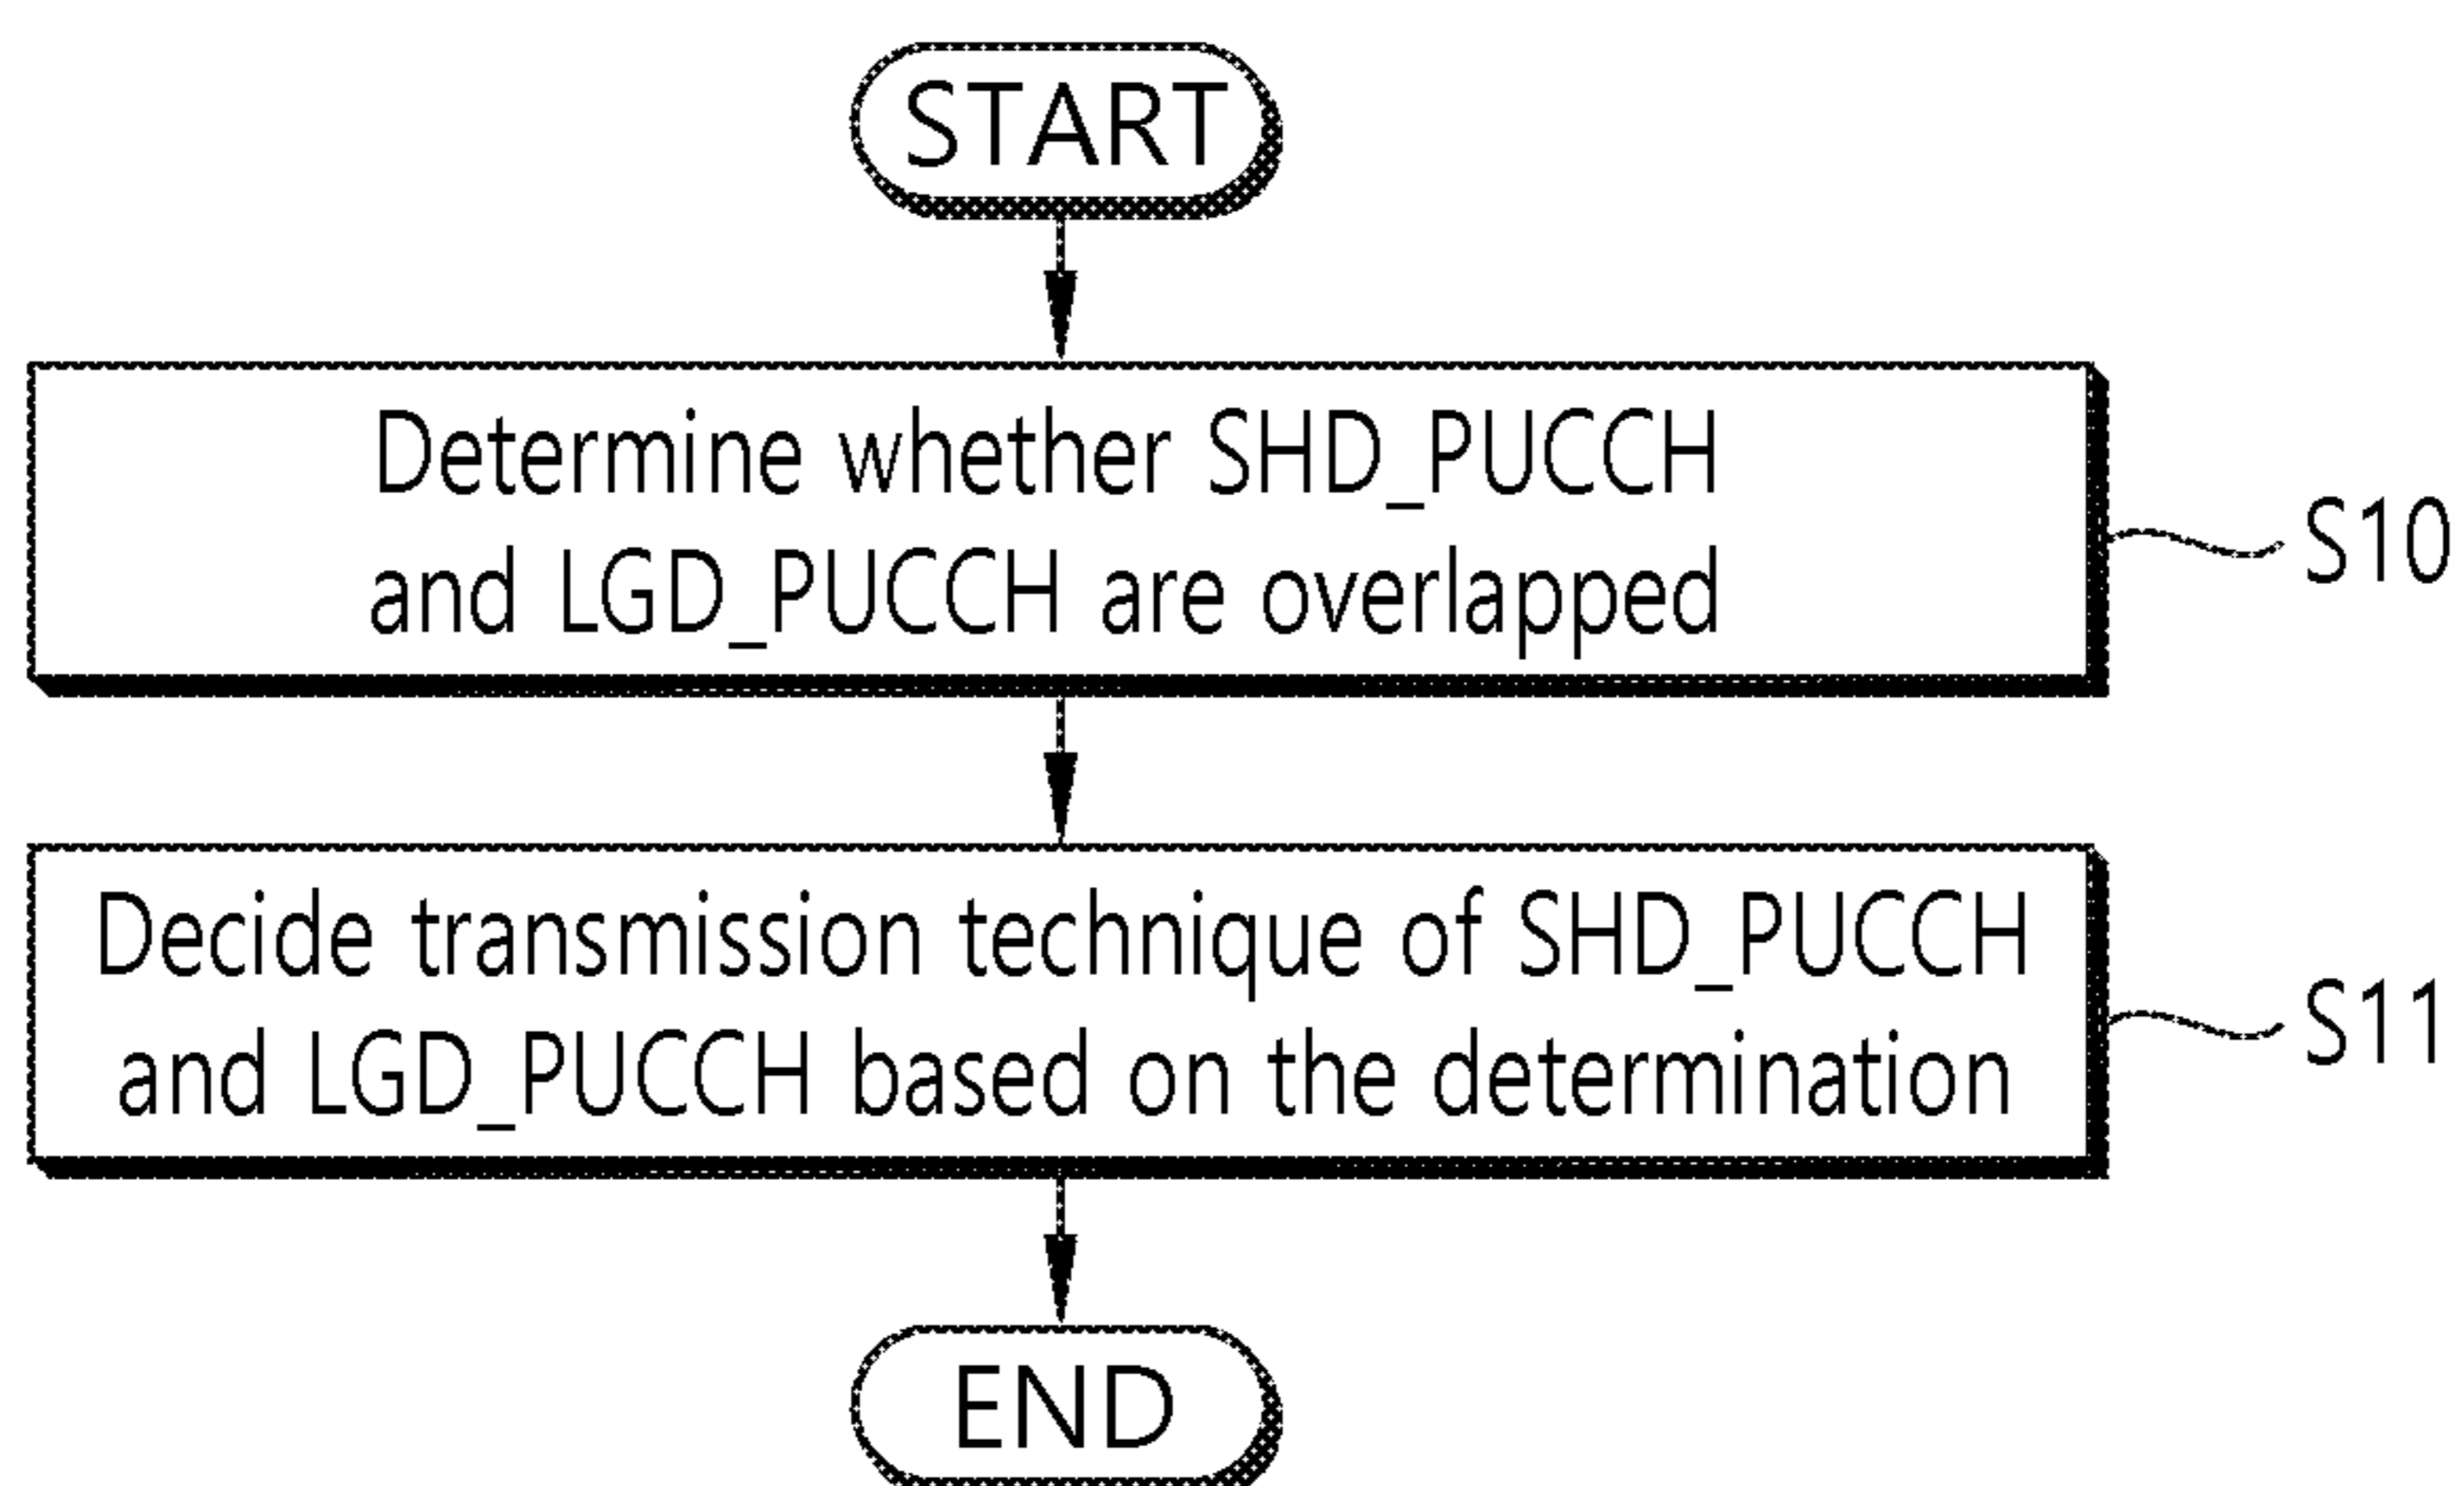 START
Determine whether SHD_PUCCH
and LGD_PUCCH are overlapped
S10
Decide transmission technique of SHD_PUCCH
and LGD_PUCCH based on the determination
S11
END